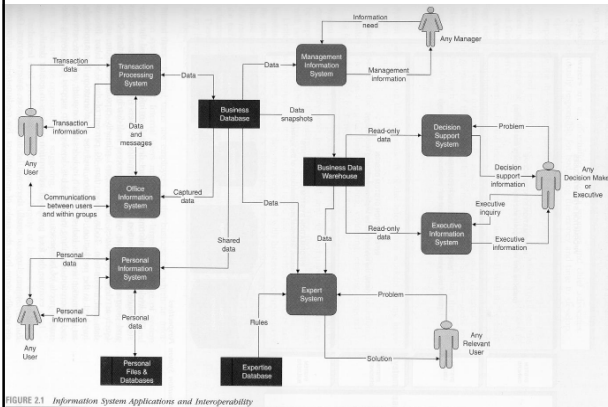 Information
need
Any Manager
Transaction
data
Transaction
Processing
System
Data
Data
Management
Information
System
Management
information
Transaction
information
Business
Database
Data
snapshots
Data
and
messages
Any
User
Read-only
data
Decision
Support
System
Problem
Business Data
Warehouse
Decision
support
information
Any
Decision Maker
or
Executive
Communications
between users
and within groups
Office
Information
System
Captured
data
Data
Executive
inquiry
Shared
data
Data
Read-only
data
Executive
Information
System
Executive
information
Personal
data
Personal
Information
System
Expert
System
Problem
Personal
information
Personal
data
Rules
Any
User
Any
Relevant
User
Personal
Files &
Databases
Expertise
Database
Solution
FIGURE 2.1 Information System Applications and Interoperability